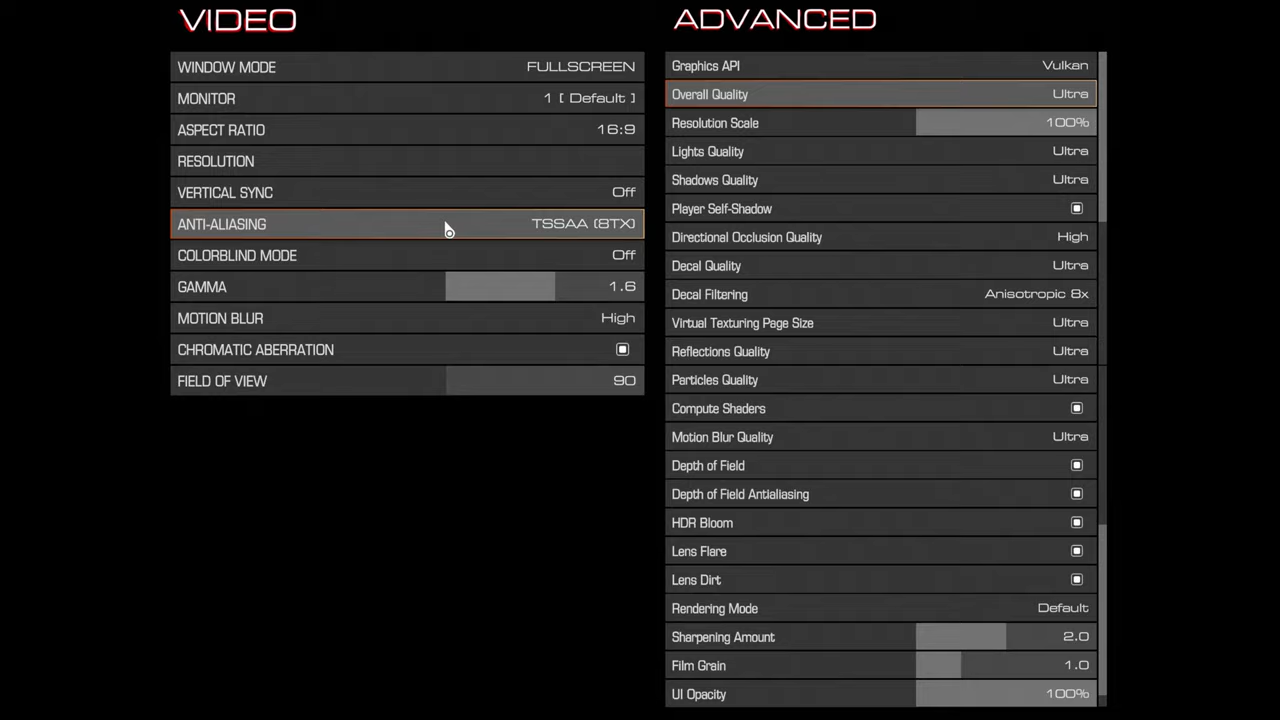 VIDEO
WINDOW MODE FULLSCREEN
MONITOR 1 [ Default ]
ASPECT RATIO 16:9
RESOLUTION
VERTICAL SYNC Off
ANTI-ALIASING TSSAA (8TX)
COLORBLIND MODE Off
GAMMA 1.6
MOTION BLUR High
CHROMATIC ABERRATION
FIELD OF VIEW 90
ADVANCED
Graphics API Vulkan
Overall Quality Ultra
Resolution Scale 100%
Lights Quality Ultra
Shadows Quality Ultra
Player Self-Shadow
Directional Occlusion Quality High
Decal Quality Ultra
Decal Filtering Anisotropic 8x
Virtual Texturing Page Size Ultra
Reflections Quality Ultra
Particles Quality Ultra
Compute Shaders
Motion Blur Quality Ultra
Depth of Field
Depth of Field Antialiasing
HDR Bloom
Lens Flare
Lens Dirt
Rendering Mode Default
Sharpening Amount 2.0
Film Grain 1.0
UI Opacity 100%